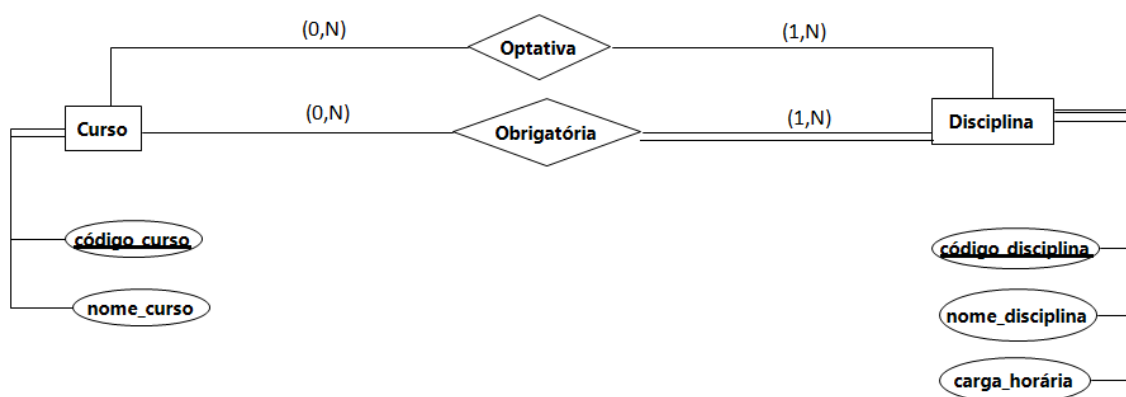 (0,N)
Optativa
(1,N)
Curso
(0,N)
Obrigatória
(1,N)
Disciplina
código_curso
código_disciplina
nome_curso
nome_disciplina
carga_horária